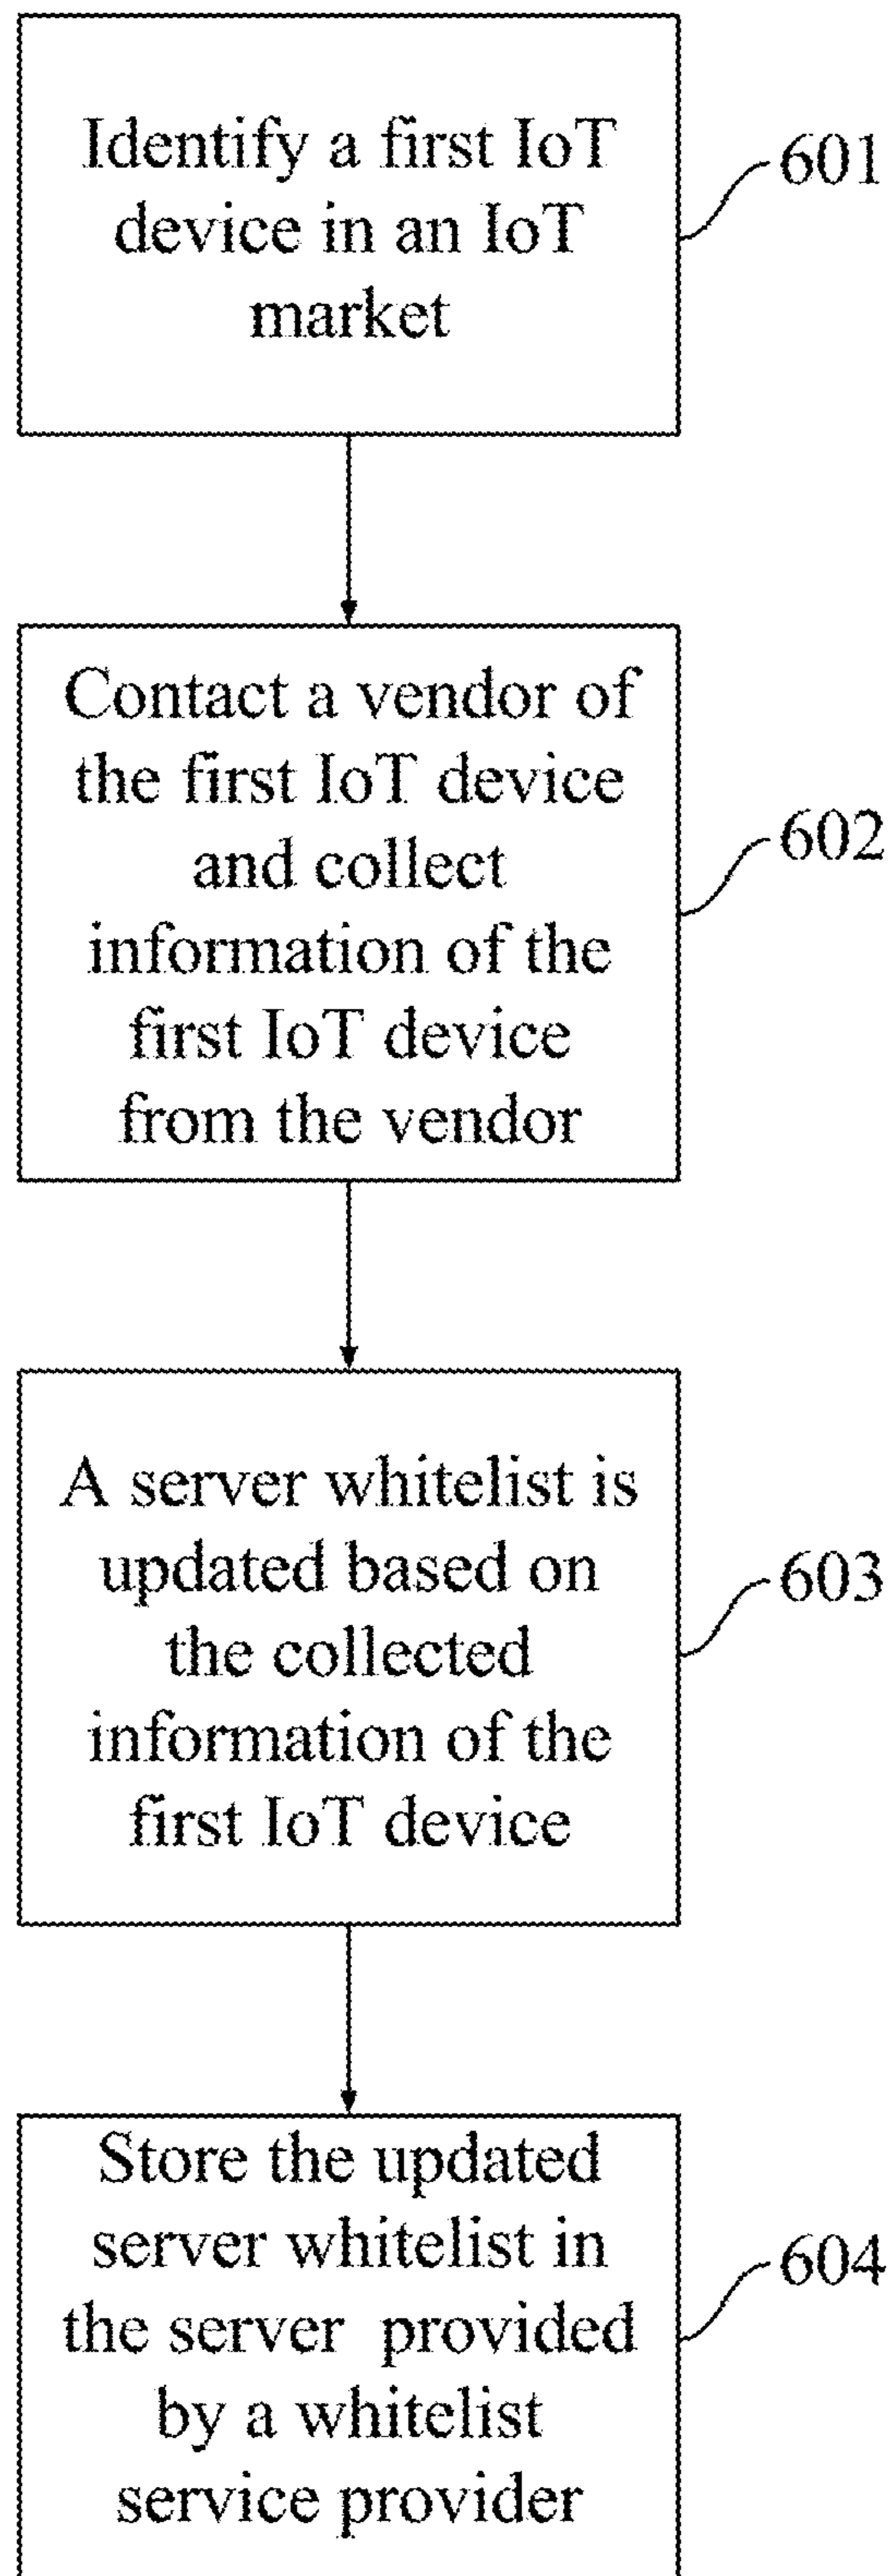 Identify a first IoT
device in an IoT
market
601
Contact a vendor of
the first IoT device
and collect
information of the
first IoT device
from the vendor
602
A server whitelist is
updated based on
the collected
information of the
first IoT device
603
Store the updated
server whitelist in
the server provided
by a whitelist
service provider
604